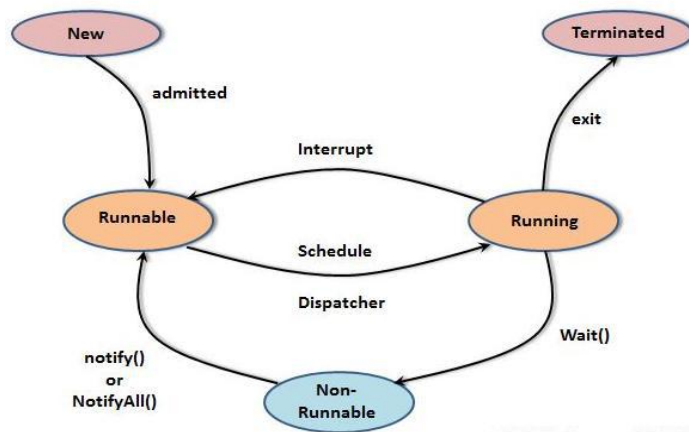 New
Terminated
admitted
exit
Interrupt
Runnable
Running
Schedule
Dispatcher
Wait()
notify()
or
NotifyAll()
Non-
Runnable